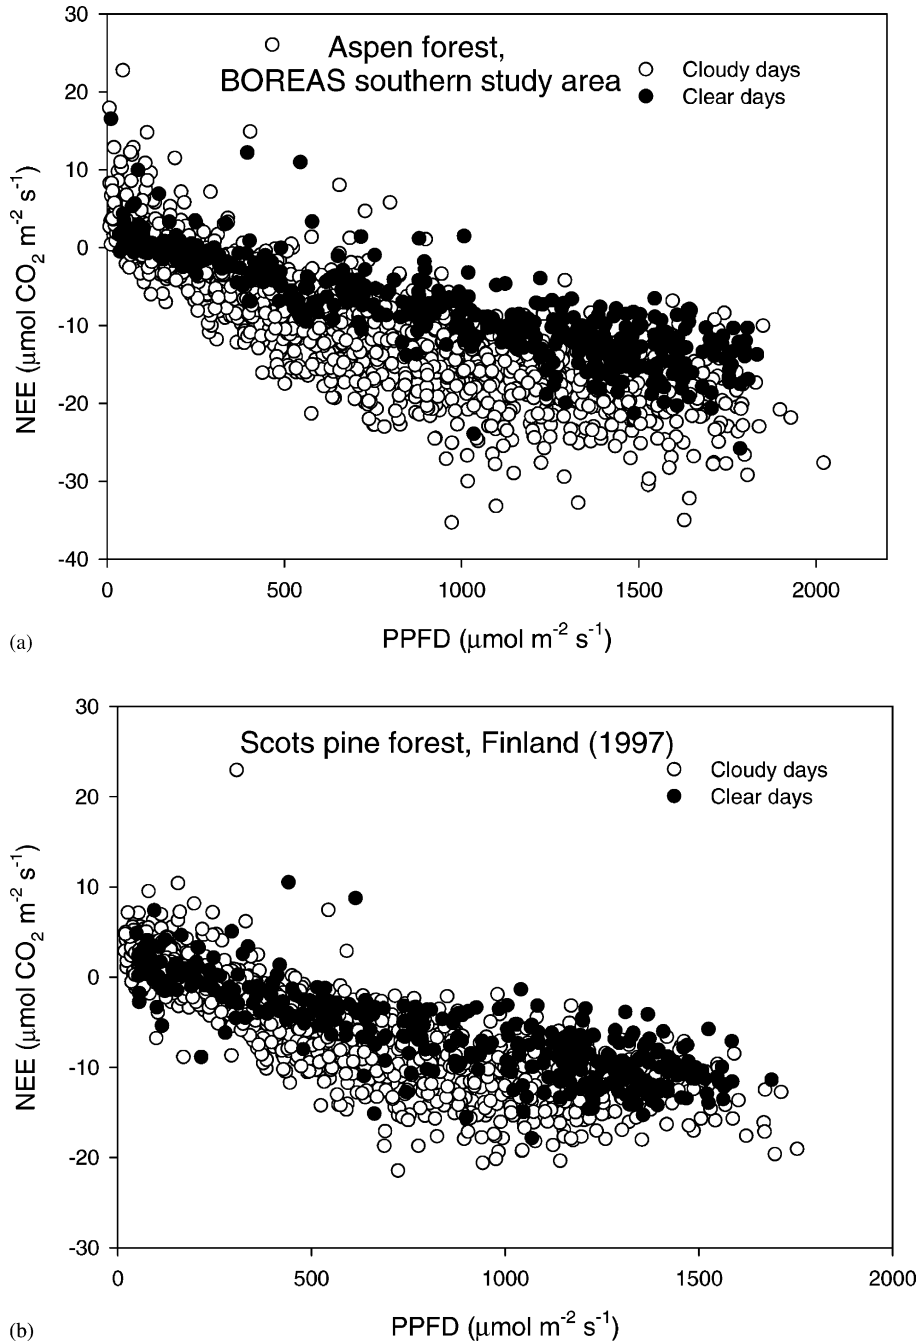 (a)
30
20
10
0
-10
-20
-30
-40
NEE (μmol CO₂ m⁻² s⁻¹)
Aspen forest,
BOREAS southern study area
Cloudy days
Clear days
0 500 1000 1500 2000
PPFD (μmol m⁻² s⁻¹)
(b)
30
20
10
0
-10
-20
-30
NEE (μmol CO₂ m⁻² s⁻¹)
Scots pine forest, Finland (1997)
Cloudy days
Clear days
0 500 1000 1500 2000
PPFD (μmol m⁻² s⁻¹)